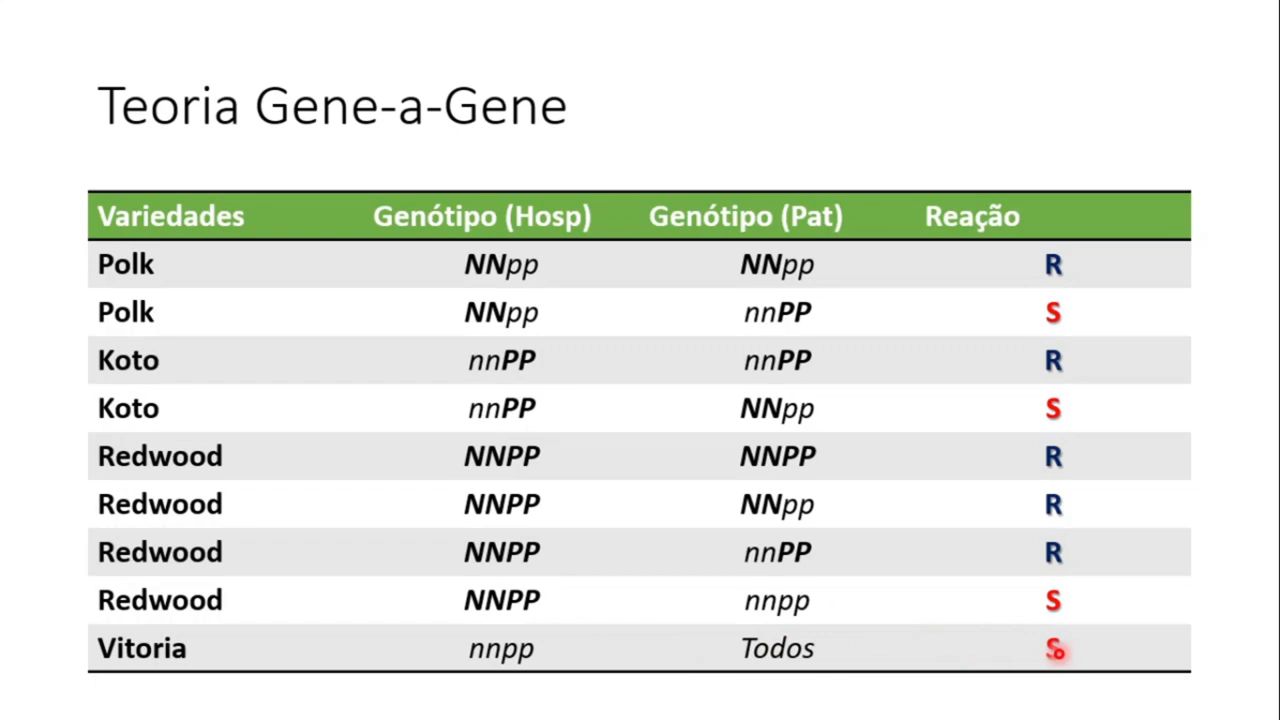 Teoria Gene-a-Gene
Variedades Genótipo (Hosp) Genótipo (Pat) Reação
Polk NNpp NNpp R
Polk NNpp nnPP S
Koto nnPP nnPP R
Koto nnPP NNpp S
Redwood NNPP NNPP R
Redwood NNPP NNpp R
Redwood NNPP nnPP R
Redwood NNPP nnpp S
Vitoria nnpp Todos S